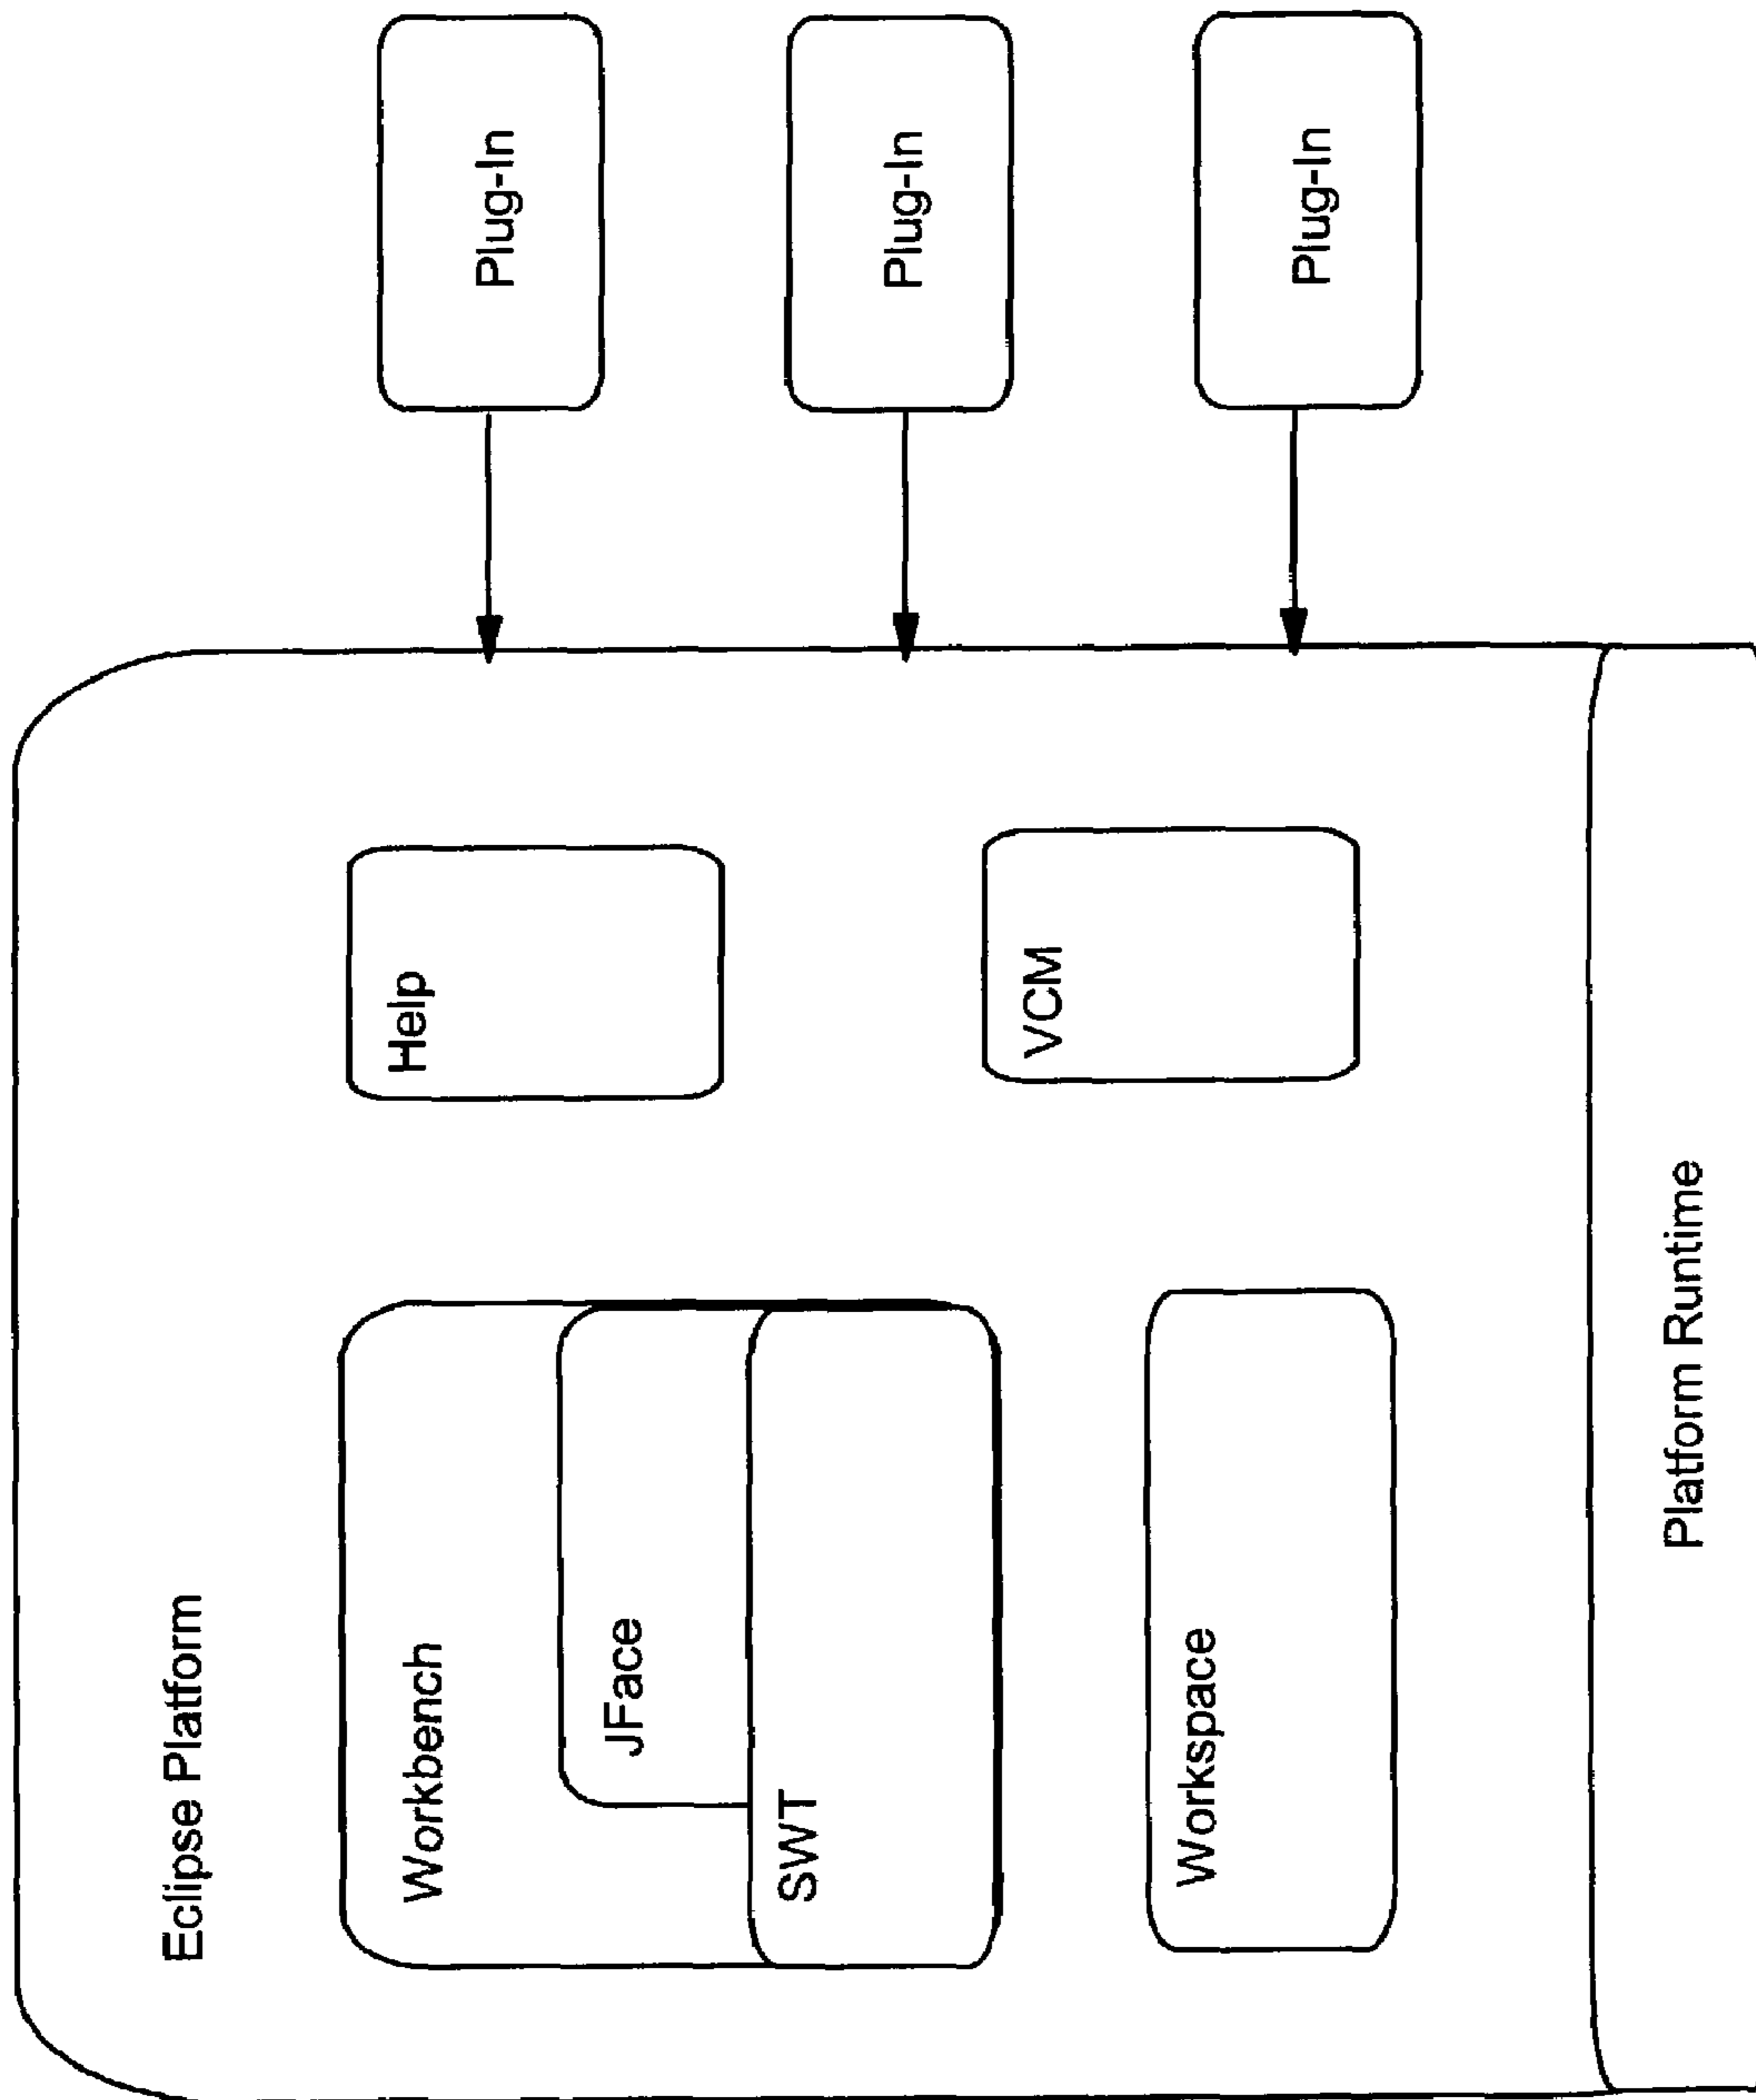 Eclipse Platform
Workbench
JFace
SWT
Workspace
Help
VCM
Platform Runtime
Plug-In
Plug-In
Plug-In